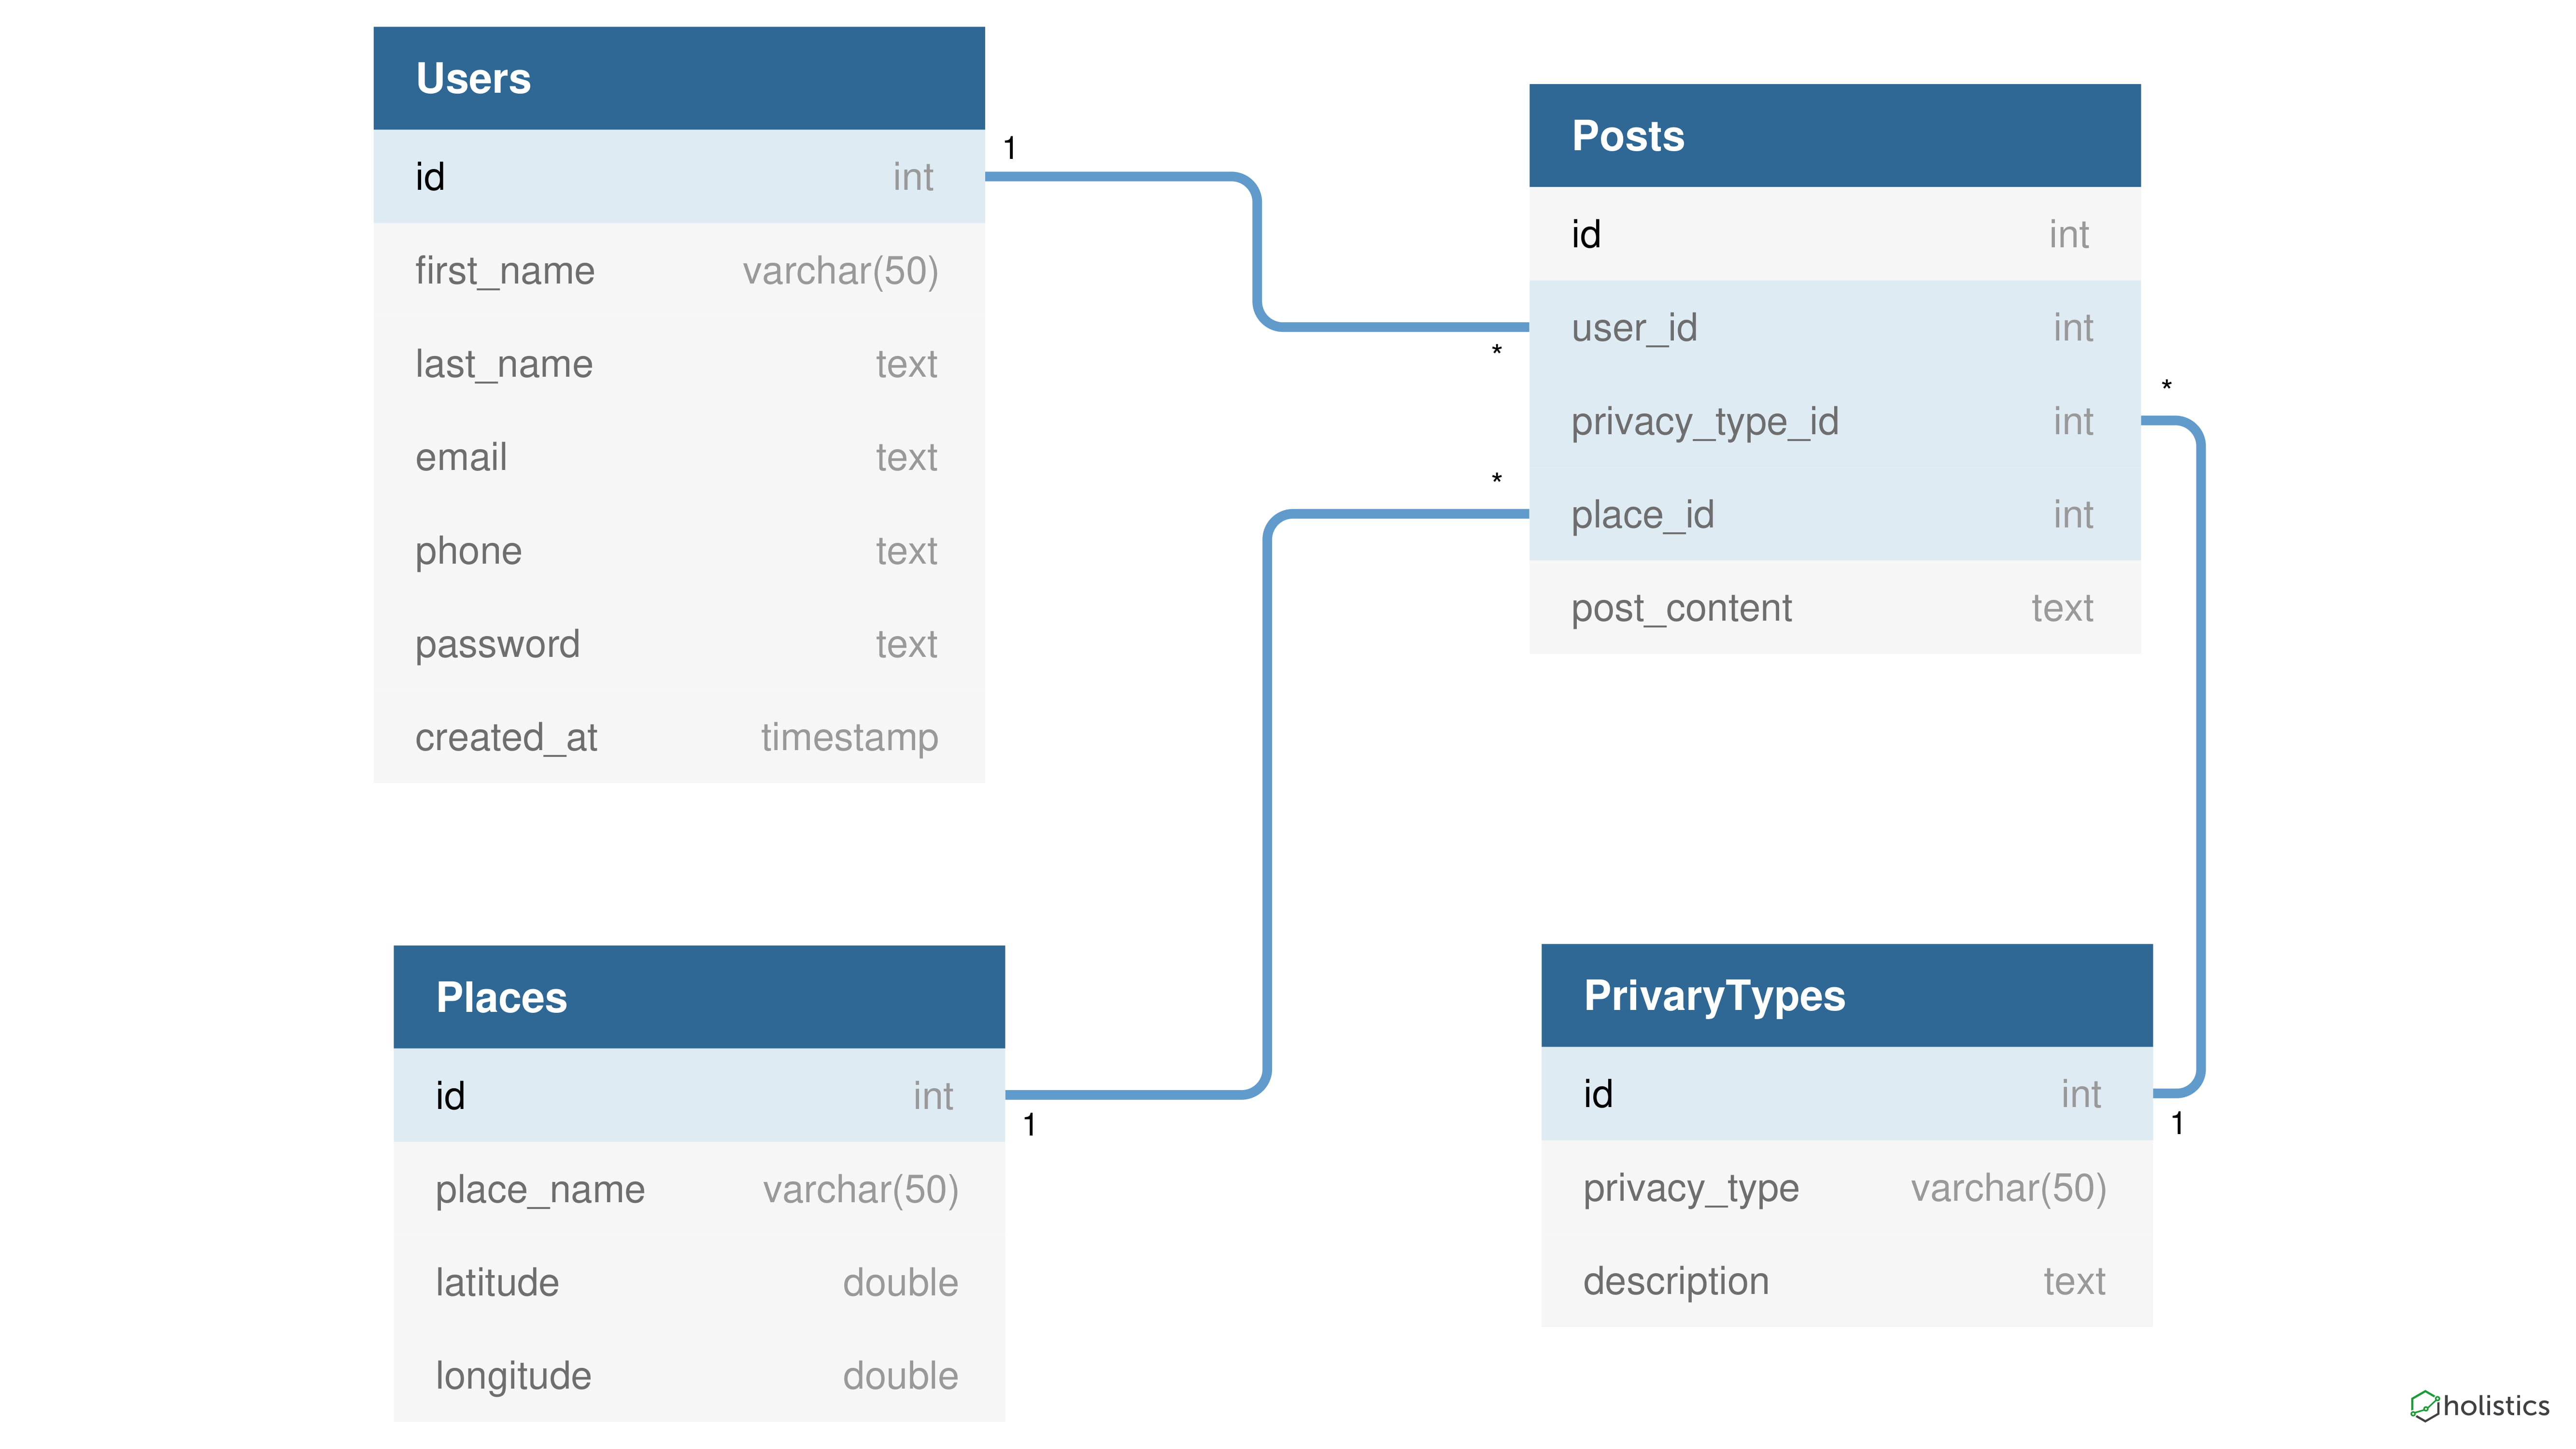 Users
id int
first_name varchar(50)
last_name text
email text
phone text
password text
created_at timestamp
1
*
Posts
id int
user_id int
privacy_type_id int
place_id int
post_content text
*
*
Places
id int
place_name varchar(50)
latitude double
longitude double
1
PrivaryTypes
id int
privacy_type varchar(50)
description text
1
holistics